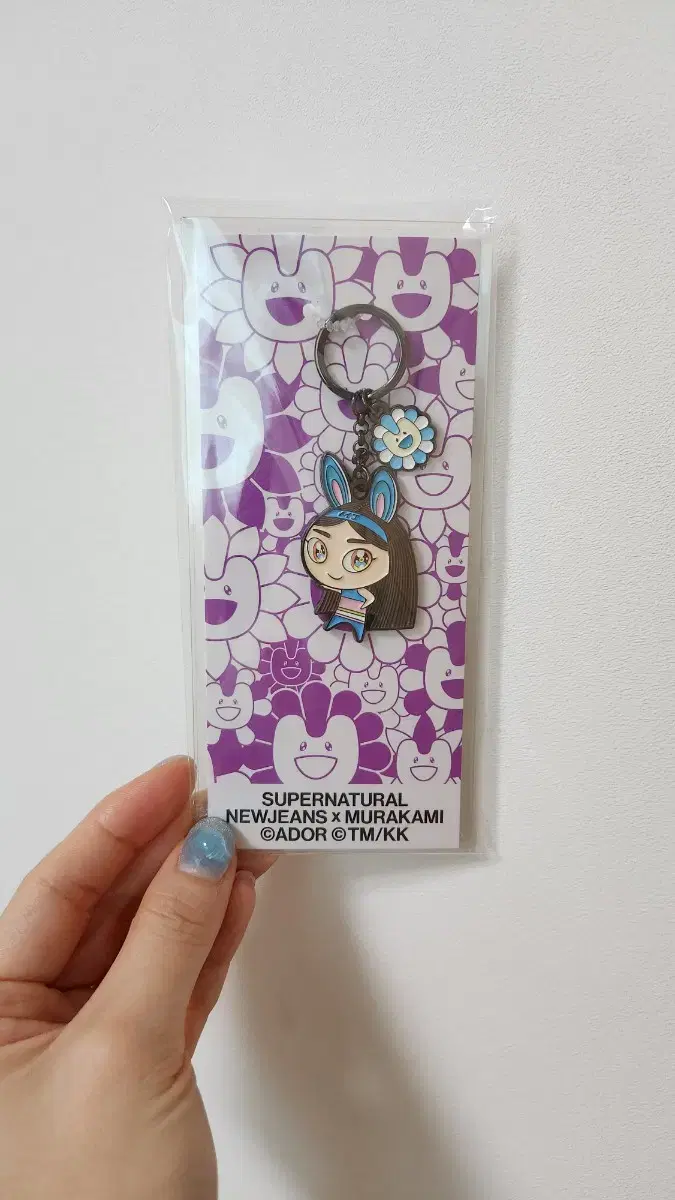 SUPERNATURAL
NEWJEANS x MURAKAMI
©ADOR ©TM/KK